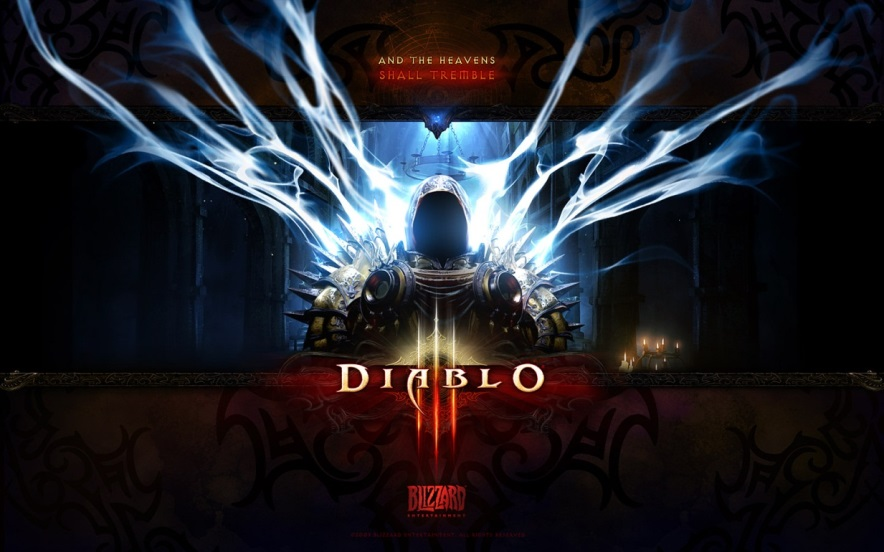 AND THE HEAVENS
SHALL TREMBLE
DIABLO
III
BLIZZARD
ENTERTAINMENT